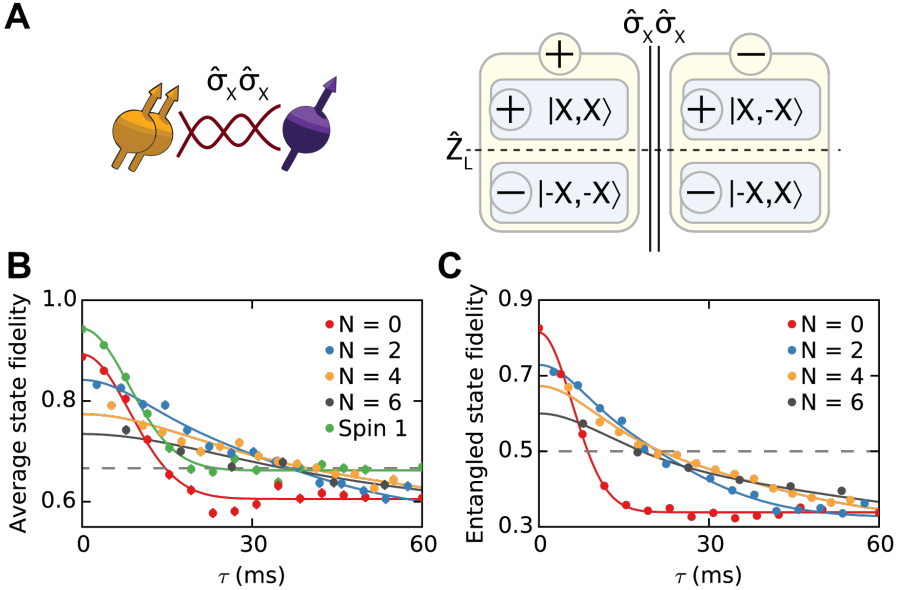 A
σ̂ₓσ̂ₓ
σ̂ₓσ̂ₓ
+ −
+ |X,X⟩ + |X,-X⟩
Ẑ_L
− |-X,-X⟩ − |-X,X⟩
B
Average state fidelity
1.0
0.8
0.6
0 30 60
τ (ms)
N = 0
N = 2
N = 4
N = 6
Spin 1
C
Entangled state fidelity
0.9
0.7
0.5
0.3
0 30 60
τ (ms)
N = 0
N = 2
N = 4
N = 6